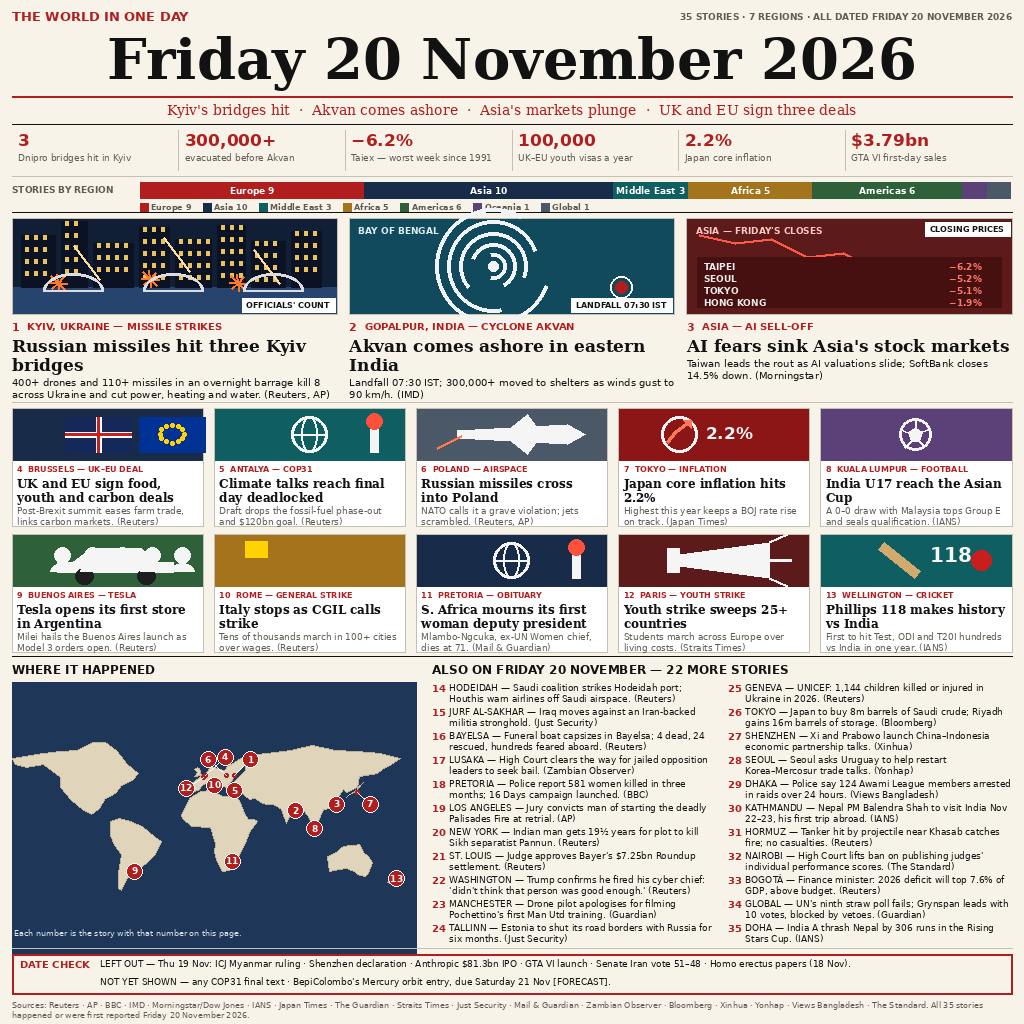 THE WORLD IN ONE DAY
35 STORIES · 7 REGIONS · ALL DATED FRIDAY 20 NOVEMBER 2026
Friday 20 November 2026
Kyiv's bridges hit · Akvan comes ashore · Asia's markets plunge · UK and EU sign three deals
3
Dnipro bridges hit in Kyiv
300,000+
evacuated before Akvan
−6.2%
Taiex — worst week since 1991
100,000
UK–EU youth visas a year
2.2%
Japan core inflation
$3.79bn
GTA VI first-day sales
STORIES BY REGION
Europe 9
Asia 10
Middle East 3
Africa 5
Americas 6
Europe 9
Asia 10
Middle East 3
Africa 5
Americas 6
Oceania 1
Global 1
OFFICIALS' COUNT
1 KYIV, UKRAINE — MISSILE STRIKES
Russian missiles hit three Kyiv
bridges
400+ drones and 110+ missiles in an overnight barrage kill 8
across Ukraine and cut power, heating and water. (Reuters, AP)
BAY OF BENGAL
LANDFALL 07:30 IST
2 GOPALPUR, INDIA — CYCLONE AKVAN
Akvan comes ashore in eastern
India
Landfall 07:30 IST; 300,000+ moved to shelters as winds gust to
90 km/h. (IMD)
ASIA — FRIDAY'S CLOSES
CLOSING PRICES
TAIPEI −6.2%
SEOUL −5.2%
TOKYO −5.1%
HONG KONG −1.9%
3 ASIA — AI SELL-OFF
AI fears sink Asia's stock markets
Taiwan leads the rout as AI valuations slide; SoftBank closes
14.5% down. (Morningstar)
4 BRUSSELS — UK–EU DEAL
UK and EU sign food,
youth and carbon deals
Post-Brexit summit eases farm trade,
links carbon markets. (Reuters)
5 ANTALYA — COP31
Climate talks reach final
day deadlocked
Draft drops the fossil-fuel phase-out
and $120bn goal. (Reuters)
6 POLAND — AIRSPACE
Russian missiles cross
into Poland
NATO calls it a grave violation; jets
scrambled. (Reuters, AP)
2.2%
7 TOKYO — INFLATION
Japan core inflation hits
2.2%
Highest this year keeps a BOJ rate rise
on track. (Japan Times)
8 KUALA LUMPUR — FOOTBALL
India U17 reach the Asian
Cup
A 0–0 draw with Malaysia tops Group E
and seals qualification. (IANS)
9 BUENOS AIRES — TESLA
Tesla opens its first store
in Argentina
Milei hails the Buenos Aires launch as
Model 3 orders open. (Reuters)
10 ROME — GENERAL STRIKE
Italy stops as CGIL calls
strike
Tens of thousands march in 100+ cities
over wages. (Reuters)
11 PRETORIA — OBITUARY
S. Africa mourns its first
woman deputy president
Mlambo-Ngcuka, ex-UN Women chief,
dies at 71. (Mail & Guardian)
12 PARIS — YOUTH STRIKE
Youth strike sweeps 25+
countries
Students march across Europe over
living costs. (Straits Times)
118
13 WELLINGTON — CRICKET
Phillips 118 makes history
vs India
First to hit Test, ODI and T20I hundreds
vs India in one year. (IANS)
WHERE IT HAPPENED
6
4
1
12
10
5
2
3
7
8
11
9
13
Each number is the story with that number on this page.
ALSO ON FRIDAY 20 NOVEMBER — 22 MORE STORIES
14 HODEIDAH — Saudi coalition strikes Hodeidah port;
Houthis warn airlines off Saudi airspace. (Reuters)
15 JURF AL-SAKHAR — Iraq moves against an Iran-backed
militia stronghold. (Just Security)
16 BAYELSA — Funeral boat capsizes in Bayelsa; 4 dead, 24
rescued, hundreds feared aboard. (Reuters)
17 LUSAKA — High Court clears the way for jailed opposition
leaders to seek bail. (Zambian Observer)
18 PRETORIA — Police report 581 women killed in three
months; 16 Days campaign launched. (BBC)
19 LOS ANGELES — Jury convicts man of starting the deadly
Palisades Fire at retrial. (AP)
20 NEW YORK — Indian man gets 19½ years for plot to kill
Sikh separatist Pannun. (Reuters)
21 ST. LOUIS — Judge approves Bayer's $7.25bn Roundup
settlement. (Reuters)
22 WASHINGTON — Trump confirms he fired his cyber chief:
'didn't think that person was good enough.' (Reuters)
23 MANCHESTER — Drone pilot apologises for filming
Pochettino's first Man Utd training. (Guardian)
24 TALLINN — Estonia to shut its road borders with Russia for
six months. (Just Security)
25 GENEVA — UNICEF: 1,144 children killed or injured in
Ukraine in 2026. (Reuters)
26 TOKYO — Japan to buy 8m barrels of Saudi crude; Riyadh
gains 16m barrels of storage. (Bloomberg)
27 SHENZHEN — Xi and Prabowo launch China–Indonesia
economic partnership talks. (Xinhua)
28 SEOUL — Seoul asks Uruguay to help restart
Korea–Mercosur trade talks. (Yonhap)
29 DHAKA — Police say 124 Awami League members arrested
in raids over 24 hours. (Views Bangladesh)
30 KATHMANDU — Nepal PM Balendra Shah to visit India Nov
22–23, his first trip abroad. (IANS)
31 HORMUZ — Tanker hit by projectile near Khasab catches
fire; no casualties. (Reuters)
32 NAIROBI — High Court lifts ban on publishing judges'
individual performance scores. (The Standard)
33 BOGOTÁ — Finance minister: 2026 deficit will top 7.6% of
GDP, above budget. (Reuters)
34 GLOBAL — UN's ninth straw poll fails; Grynspan leads with
10 votes, blocked by vetoes. (Guardian)
35 DOHA — India A thrash Nepal by 306 runs in the Rising
Stars Cup. (IANS)
DATE CHECK
LEFT OUT — Thu 19 Nov: ICJ Myanmar ruling · Shenzhen declaration · Anthropic $81.3bn IPO · GTA VI launch · Senate Iran vote 51–48 · Homo erectus papers (18 Nov).
NOT YET SHOWN — any COP31 final text · BepiColombo's Mercury orbit entry, due Saturday 21 Nov [FORECAST].
Sources: Reuters · AP · BBC · IMD · Morningstar/Dow Jones · IANS · Japan Times · The Guardian · Straits Times · Just Security · Mail & Guardian · Zambian Observer · Bloomberg · Xinhua · Yonhap · Views Bangladesh · The Standard. All 35 stories
happened or were first reported Friday 20 November 2026.